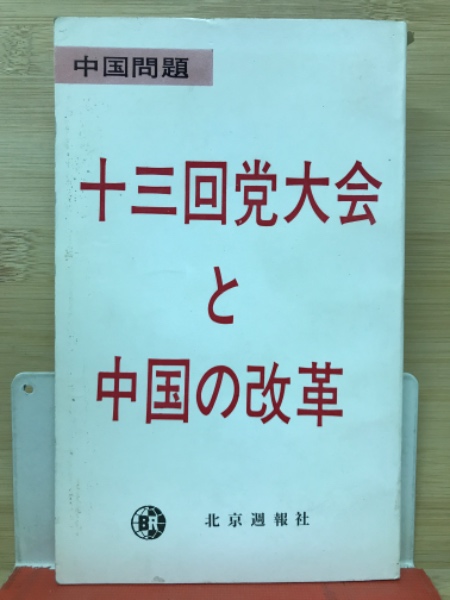 中国問題
十三回党大会
と
中国の改革
BR 北京週報社